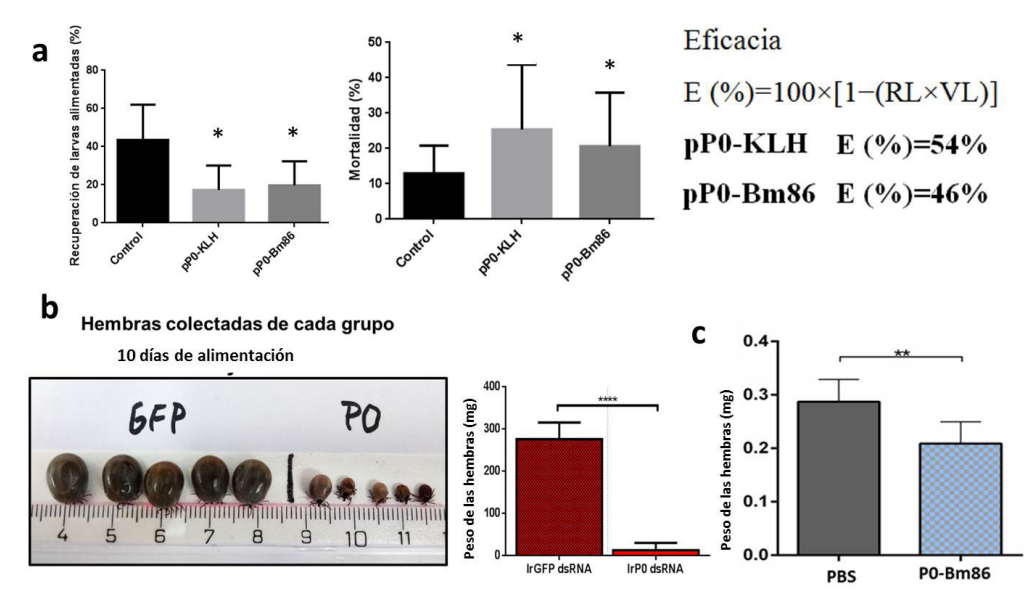 a
Recuperación de larvas alimentadas (%)
80
60
40
20
0
*
*
Control
pP0-KLH
pP0-Bm86
Mortalidad (%)
50
40
30
20
10
0
*
*
Control
pP0-KLH
pP0-Bm86
Eficacia
E (%)=100×[1−(RL×VL)]
pP0-KLH E (%)=54%
pP0-Bm86 E (%)=46%
b
Hembras colectadas de cada grupo
10 días de alimentación
GFP PO
4 5 6 7 8 9 10 11
Peso de las hembras (mg)
400
300
200
100
0
****
IrGFP dsRNA
IrP0 dsRNA
c
Peso de las hembras (mg)
0.4
0.3
0.2
0.1
0.0
**
PBS
P0-Bm86